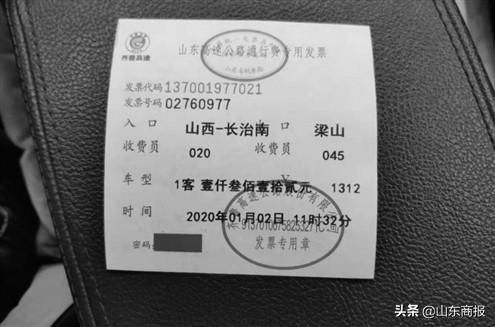 齐鲁高速
山东高速公路通行费专用发票
发票代码 137001977021
发票号码 02760977
入口 山西-长治南 口 梁山
收费员 020 收费员 045
车型 1客 壹仟叁佰壹拾贰元 1312
时间 2020年01月02日 11时32分
密码:
发票专用章
头条 @山东商报